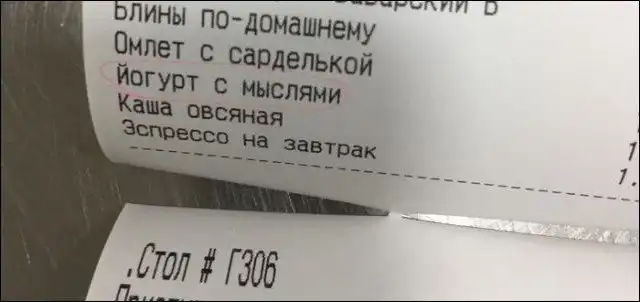 Блины по-домашнему
Омлет с сарделькой
Йогурт с мыслями
Каша овсяная
Эспрессо на завтрак
.Стол # Г306